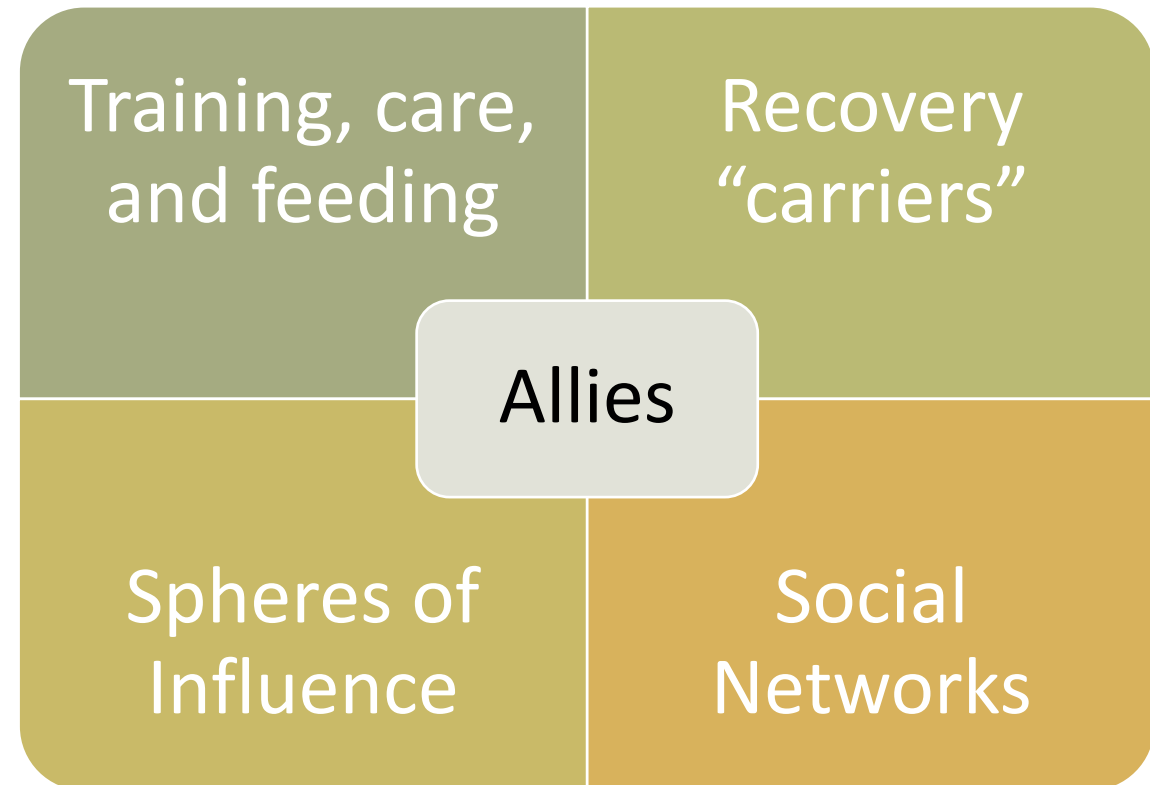 Training, care,
and feeding
Recovery
“carriers”
Allies
Spheres of
Influence
Social
Networks